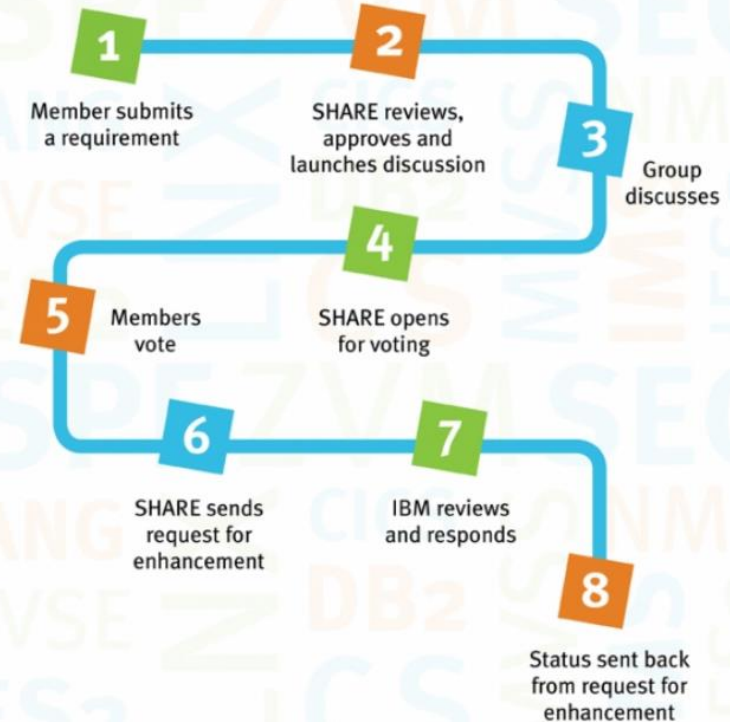 1
Member submits
a requirement
2
SHARE reviews,
approves and
launches discussion
3
Group
discusses
4
SHARE opens
for voting
5
Members
vote
6
SHARE sends
request for
enhancement
7
IBM reviews
and responds
8
Status sent back
from request for
enhancement